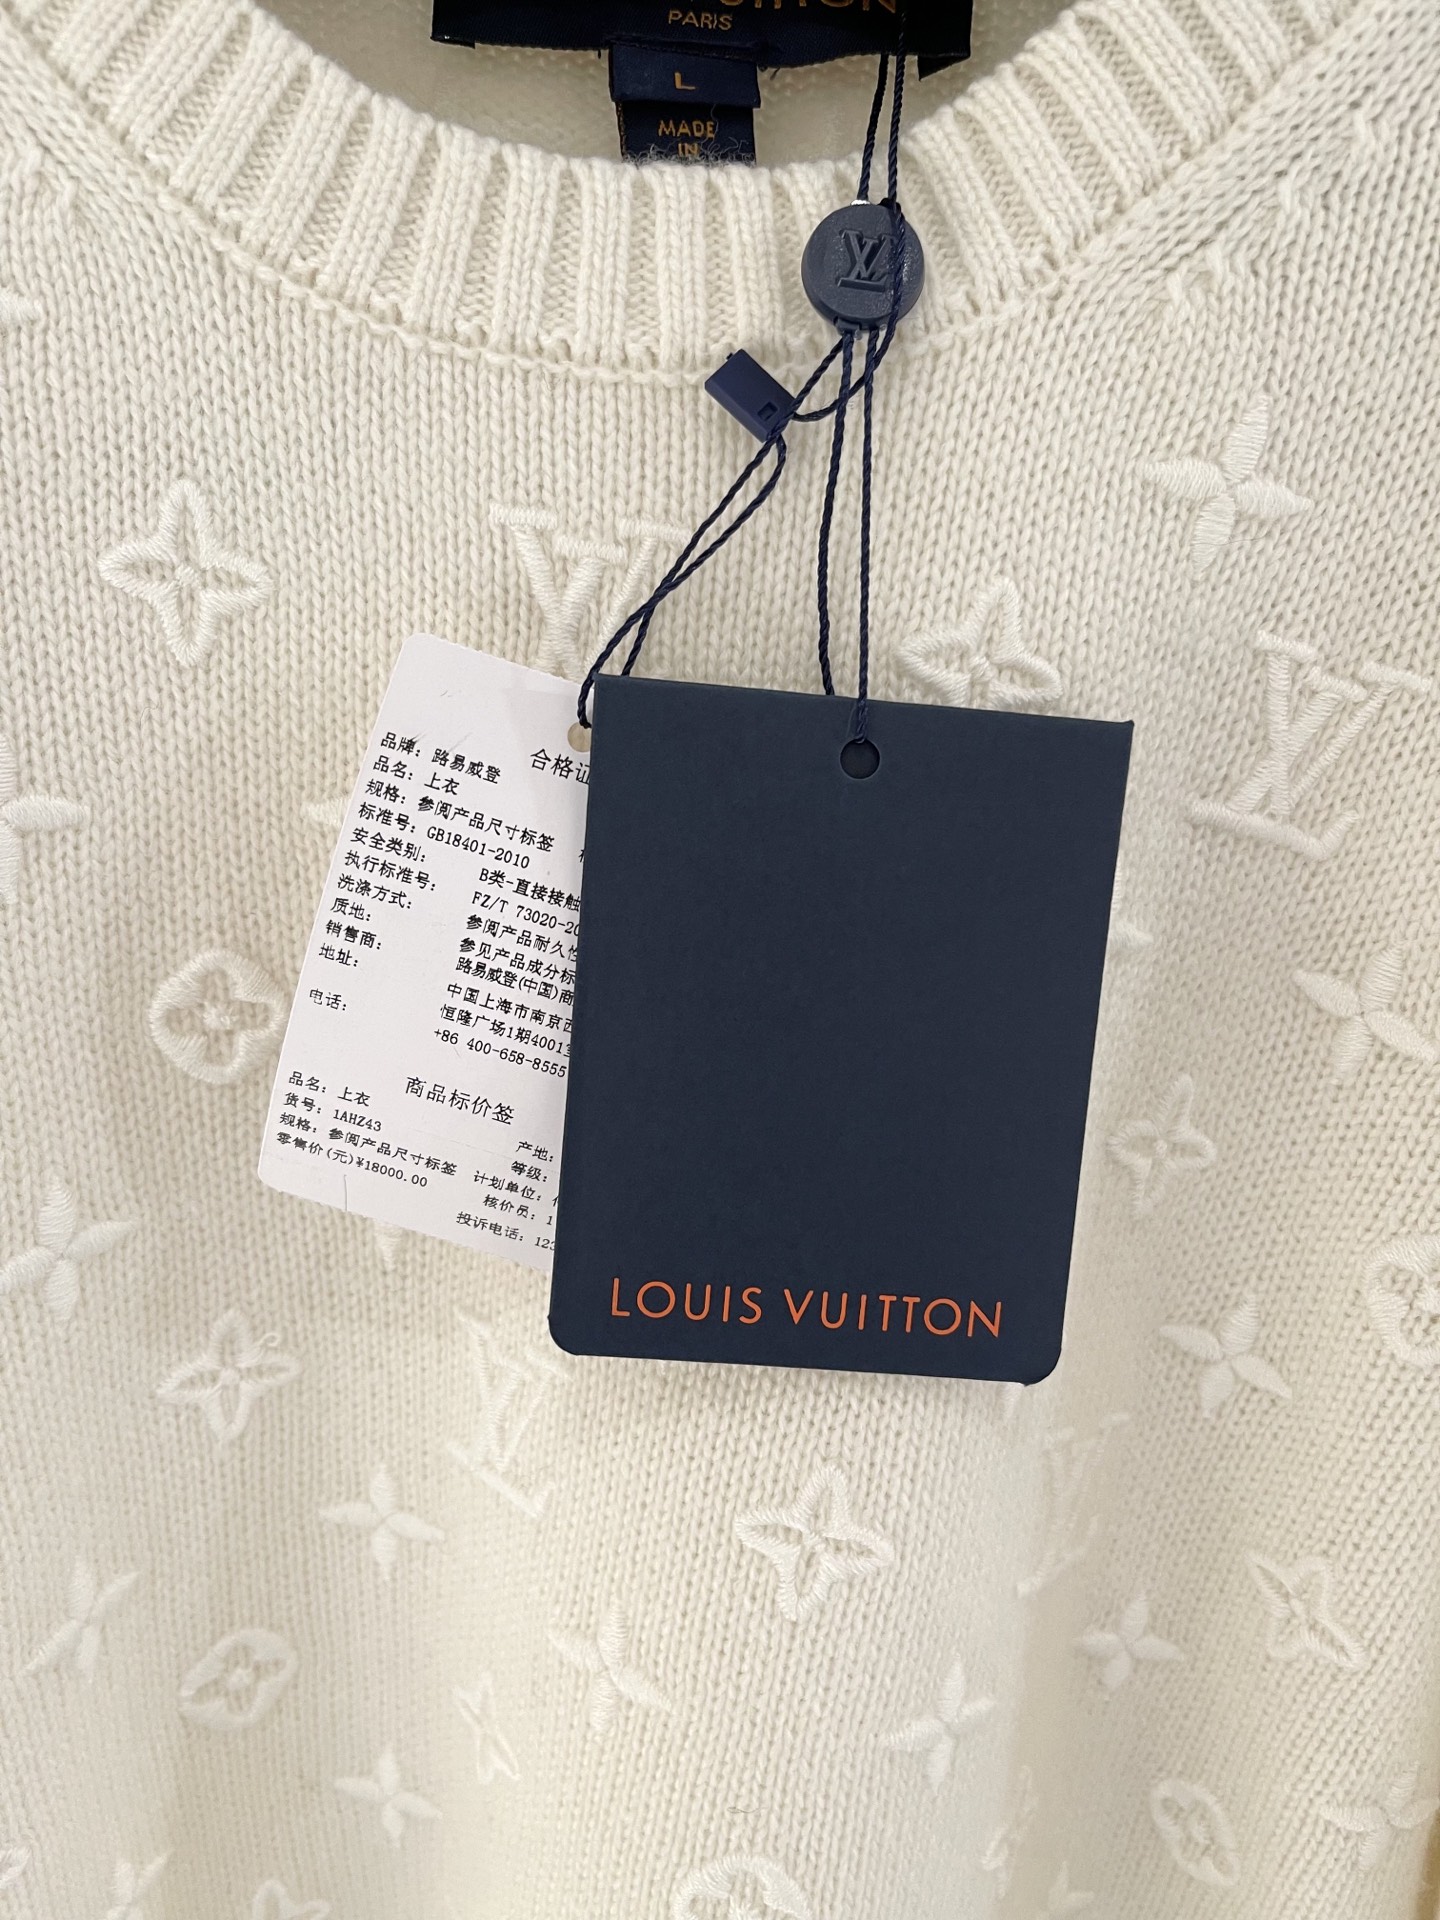 PARIS
L
MADE
IN
LV
合格证
品牌: 路易威登
品名: 上衣
规格: 参阅产品尺寸标签
标准号: GB18401-2010
安全类别: B类-直接接触
执行标准号: FZ/T 73020-20
洗涤方式: 参阅产品耐久性
质地: 参见产品成分标
销售商: 路易威登(中国)商
地址: 中国上海市南京西
恒隆广场1期4001室
电话: +86 400-658-8555
商品标价签
品名: 上衣
产地:
货号: 1AHZ43
等级:
规格: 参阅产品尺寸标签
计划单位:
零售价(元)¥18000.00
核价员: 1
投诉电话: 123
LOUIS VUITTON